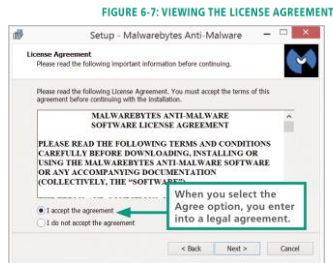 FIGURE 6-7: VIEWING THE LICENSE AGREEMENT
Setup - Malwarebytes Anti-Malware
License Agreement
Please read the following important information before continuing.
Please read the following License Agreement. You must accept the terms of this
agreement before continuing with the installation.
MALWAREBYTES ANTI-MALWARE
SOFTWARE LICENSE AGREEMENT
PLEASE READ THE FOLLOWING TERMS AND CONDITIONS
CAREFULLY BEFORE DOWNLOADING, INSTALLING OR
USING THE MALWAREBYTES ANTI-MALWARE SOFTWARE
OR ANY ACCOMPANYING DOCUMENTATION
(COLLECTIVELY, THE “SOFTWARE”).
When you select the
Agree option, you enter
into a legal agreement.
I accept the agreement
I do not accept the agreement
< Back Next > Cancel